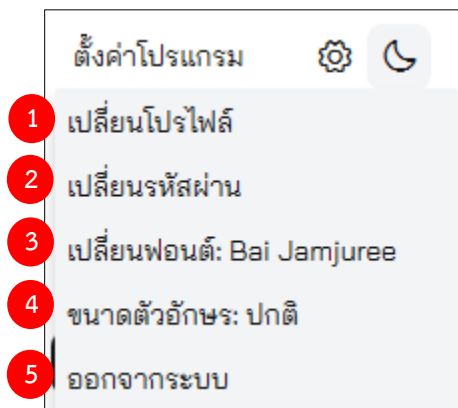 ตั้งค่าโปรแกรม
1 เปลี่ยนโปรไฟล์
2 เปลี่ยนรหัสผ่าน
3 เปลี่ยนฟอนต์: Bai Jamjuree
4 ขนาดตัวอักษร: ปกติ
5 ออกจากระบบ